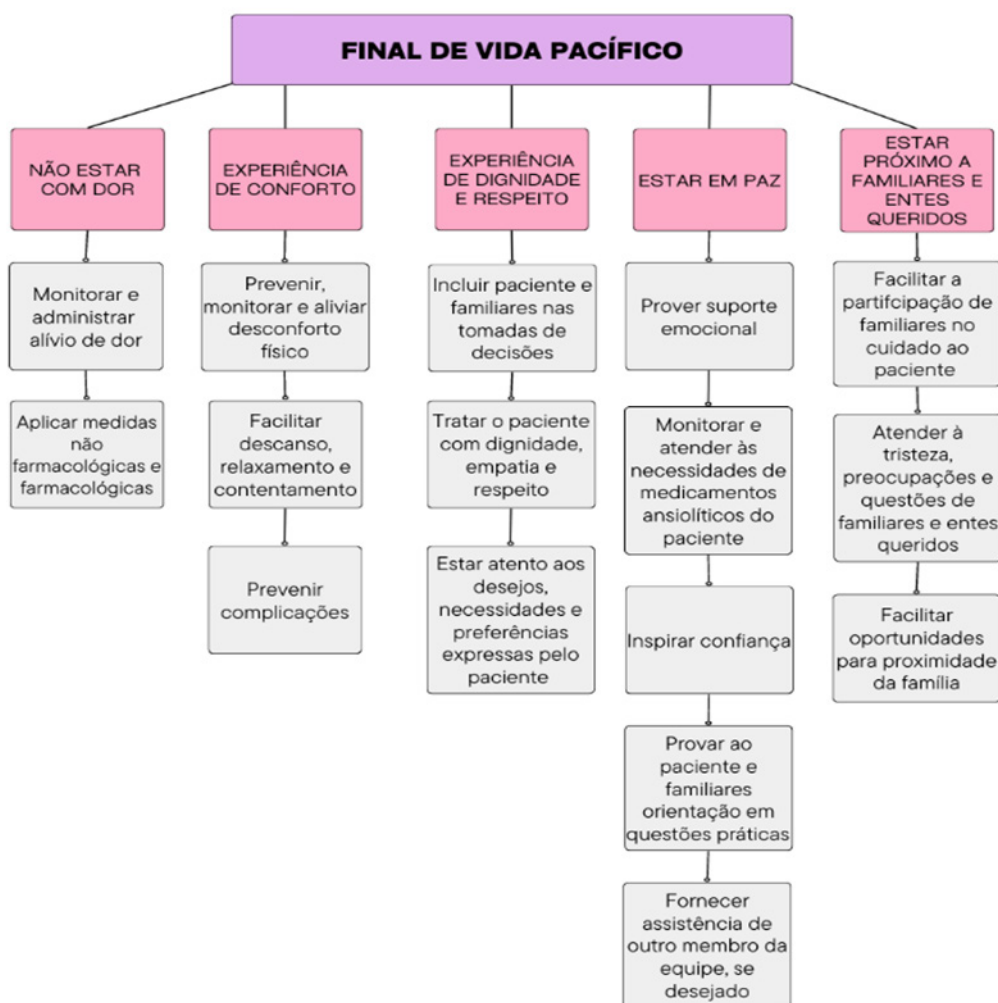 FINAL DE VIDA PACÍFICO
NÃO ESTAR
COM DOR
Monitorar e
administrar
alívio de dor
Aplicar medidas
não
farmacológicas e
farmacológicas
EXPERIÊNCIA
DE CONFORTO
Prevenir,
monitorar e aliviar
desconforto
físico
Facilitar
descanso,
relaxamento e
contentamento
Prevenir
complicações
EXPERIÊNCIA
DE DIGNIDADE
E RESPEITO
Incluir paciente e
familiares nas
tomadas de
decisões
Tratar o paciente
com dignidade,
empatia e
respeito
Estar atento aos
desejos,
necessidades e
preferências
expressas pelo
paciente
ESTAR EM PAZ
Prover suporte
emocional
Monitorar e
atender às
necessidades de
medicamentos
ansiolíticos do
paciente
Inspirar confiança
Provar ao
paciente e
familiares
orientação em
questões práticas
Fornecer
assistência de
outro membro da
equipe, se
desejado
ESTAR
PRÓXIMO A
FAMILIARES E
ENTES
QUERIDOS
Facilitar a
partifcipação de
familiares no
cuidado ao
paciente
Atender à
tristeza,
preocupações e
questões de
familiares e entes
queridos
Facilitar
oportunidades
para proximidade
da família